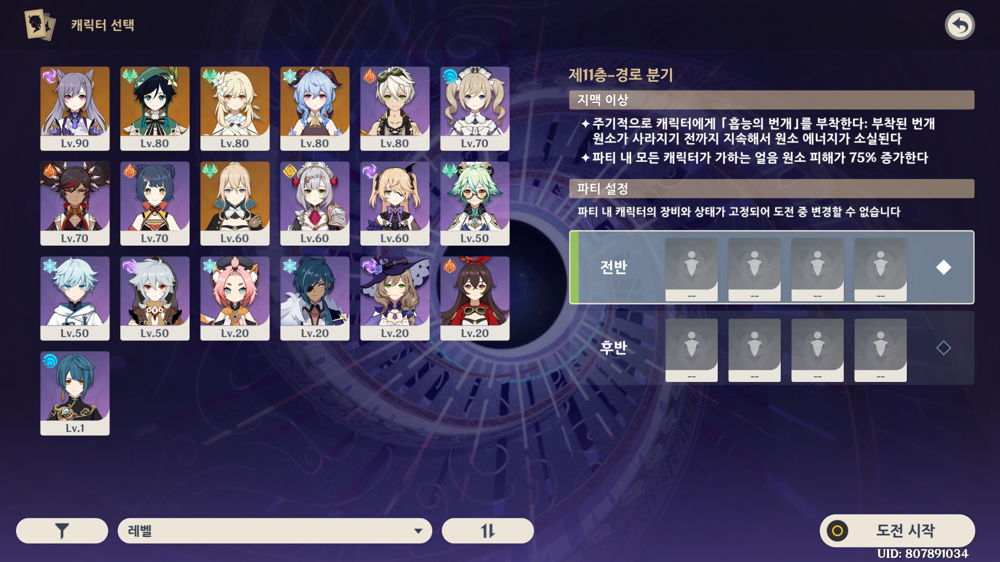 캐릭터 선택
Lv.90
Lv.80
Lv.80
Lv.80
Lv.80
Lv.70
Lv.70
Lv.70
Lv.60
Lv.60
Lv.60
Lv.50
Lv.50
Lv.50
Lv.20
Lv.20
Lv.20
Lv.20
Lv.1
제11층-경로 분기
지맥 이상
✦주기적으로 캐릭터에게 「흡능의 번개」를 부착한다: 부착된 번개
원소가 사라지기 전까지 지속해서 원소 에너지가 소실된다
✦파티 내 모든 캐릭터가 가하는 얼음 원소 피해가 75% 증가한다
파티 설정
파티 내 캐릭터의 장비와 상태가 고정되어 도전 중 변경할 수 없습니다
전반
-- -- -- --
후반
-- -- -- --
레벨
도전 시작
UID: 807891034